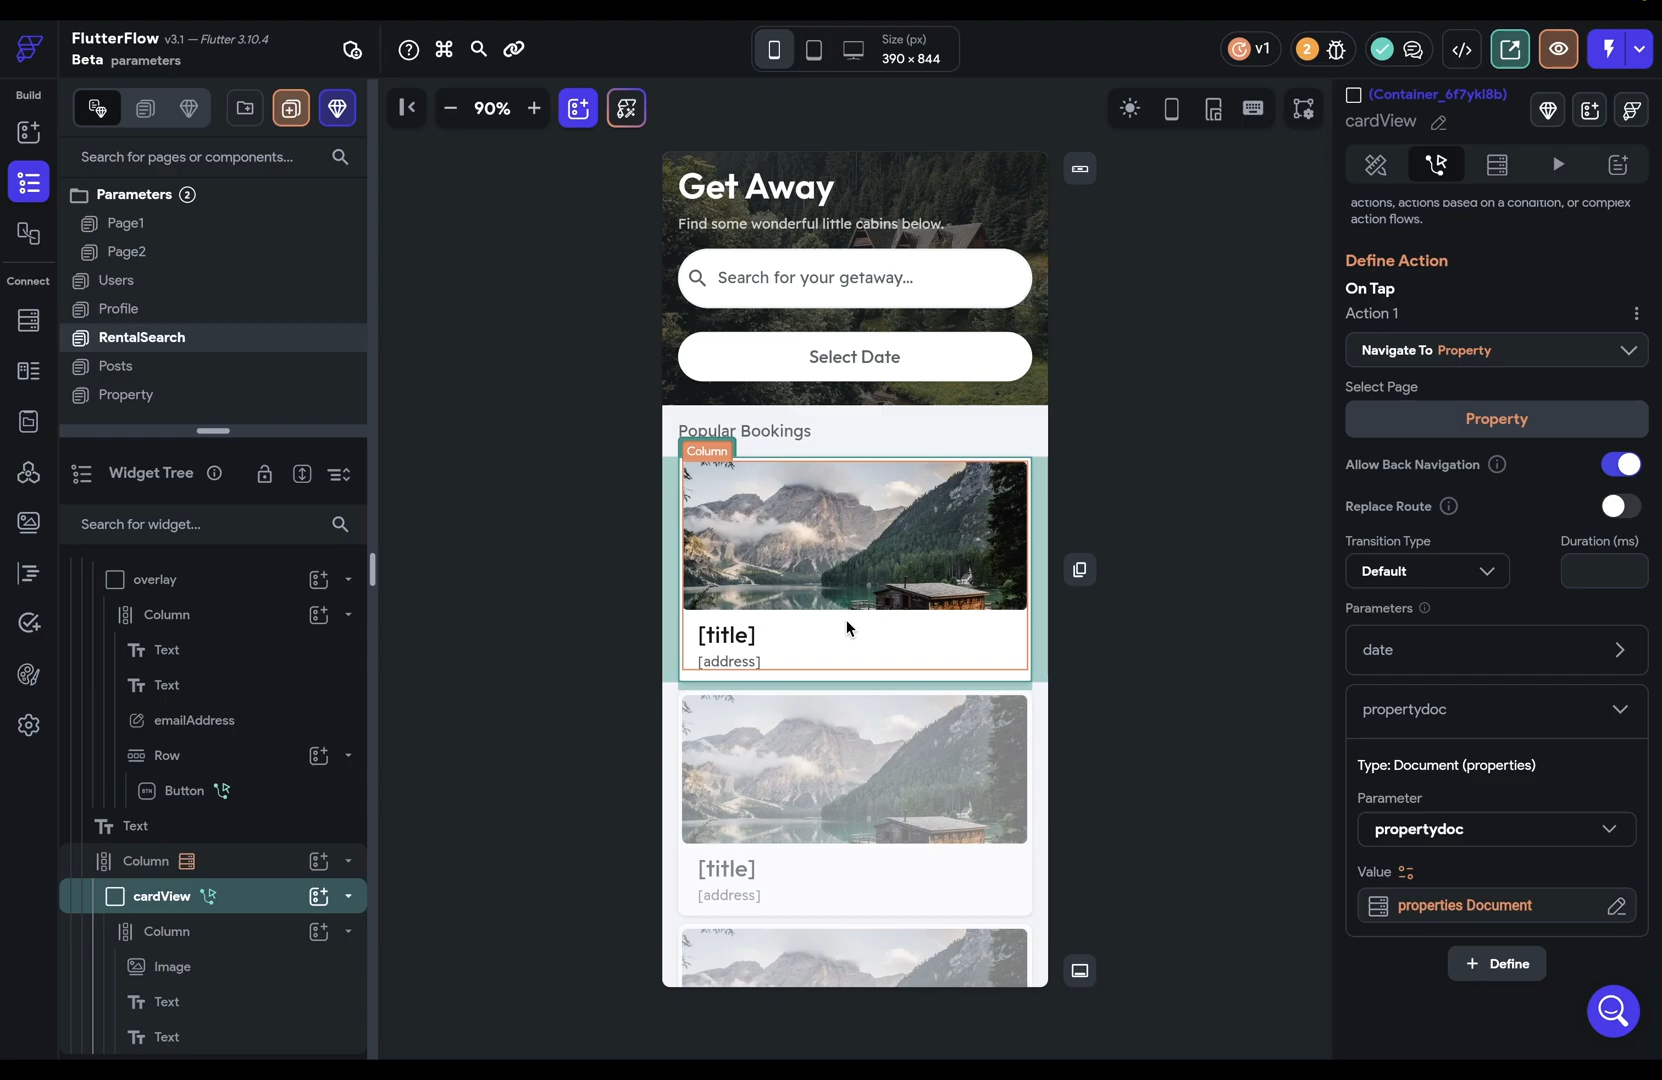 FlutterFlow v3.1 — Flutter 3.10.4
Beta parameters
Size (px)
390 × 844
v1
2
Build
Connect
Search for pages or components...
Parameters 2
Page1
Page2
Users
Profile
RentalSearch
Posts
Property
Widget Tree
Search for widget...
overlay
Column
Text
Text
emailAddress
Row
BTN Button
Text
Column
cardView
Column
Image
Text
Text
90%
Get Away
Find some wonderful little cabins below.
Search for your getaway...
Select Date
Popular Bookings
Column
[title]
[address]
[title]
[address]
(Container_6f7ykl8b)
cardView
actions, actions based on a condition, or complex
action flows.
Define Action
On Tap
Action 1
Navigate To Property
Select Page
Property
Allow Back Navigation
Replace Route
Transition Type
Duration (ms)
Default
Parameters
date
propertydoc
Type: Document (properties)
Parameter
propertydoc
Value
properties Document
+ Define